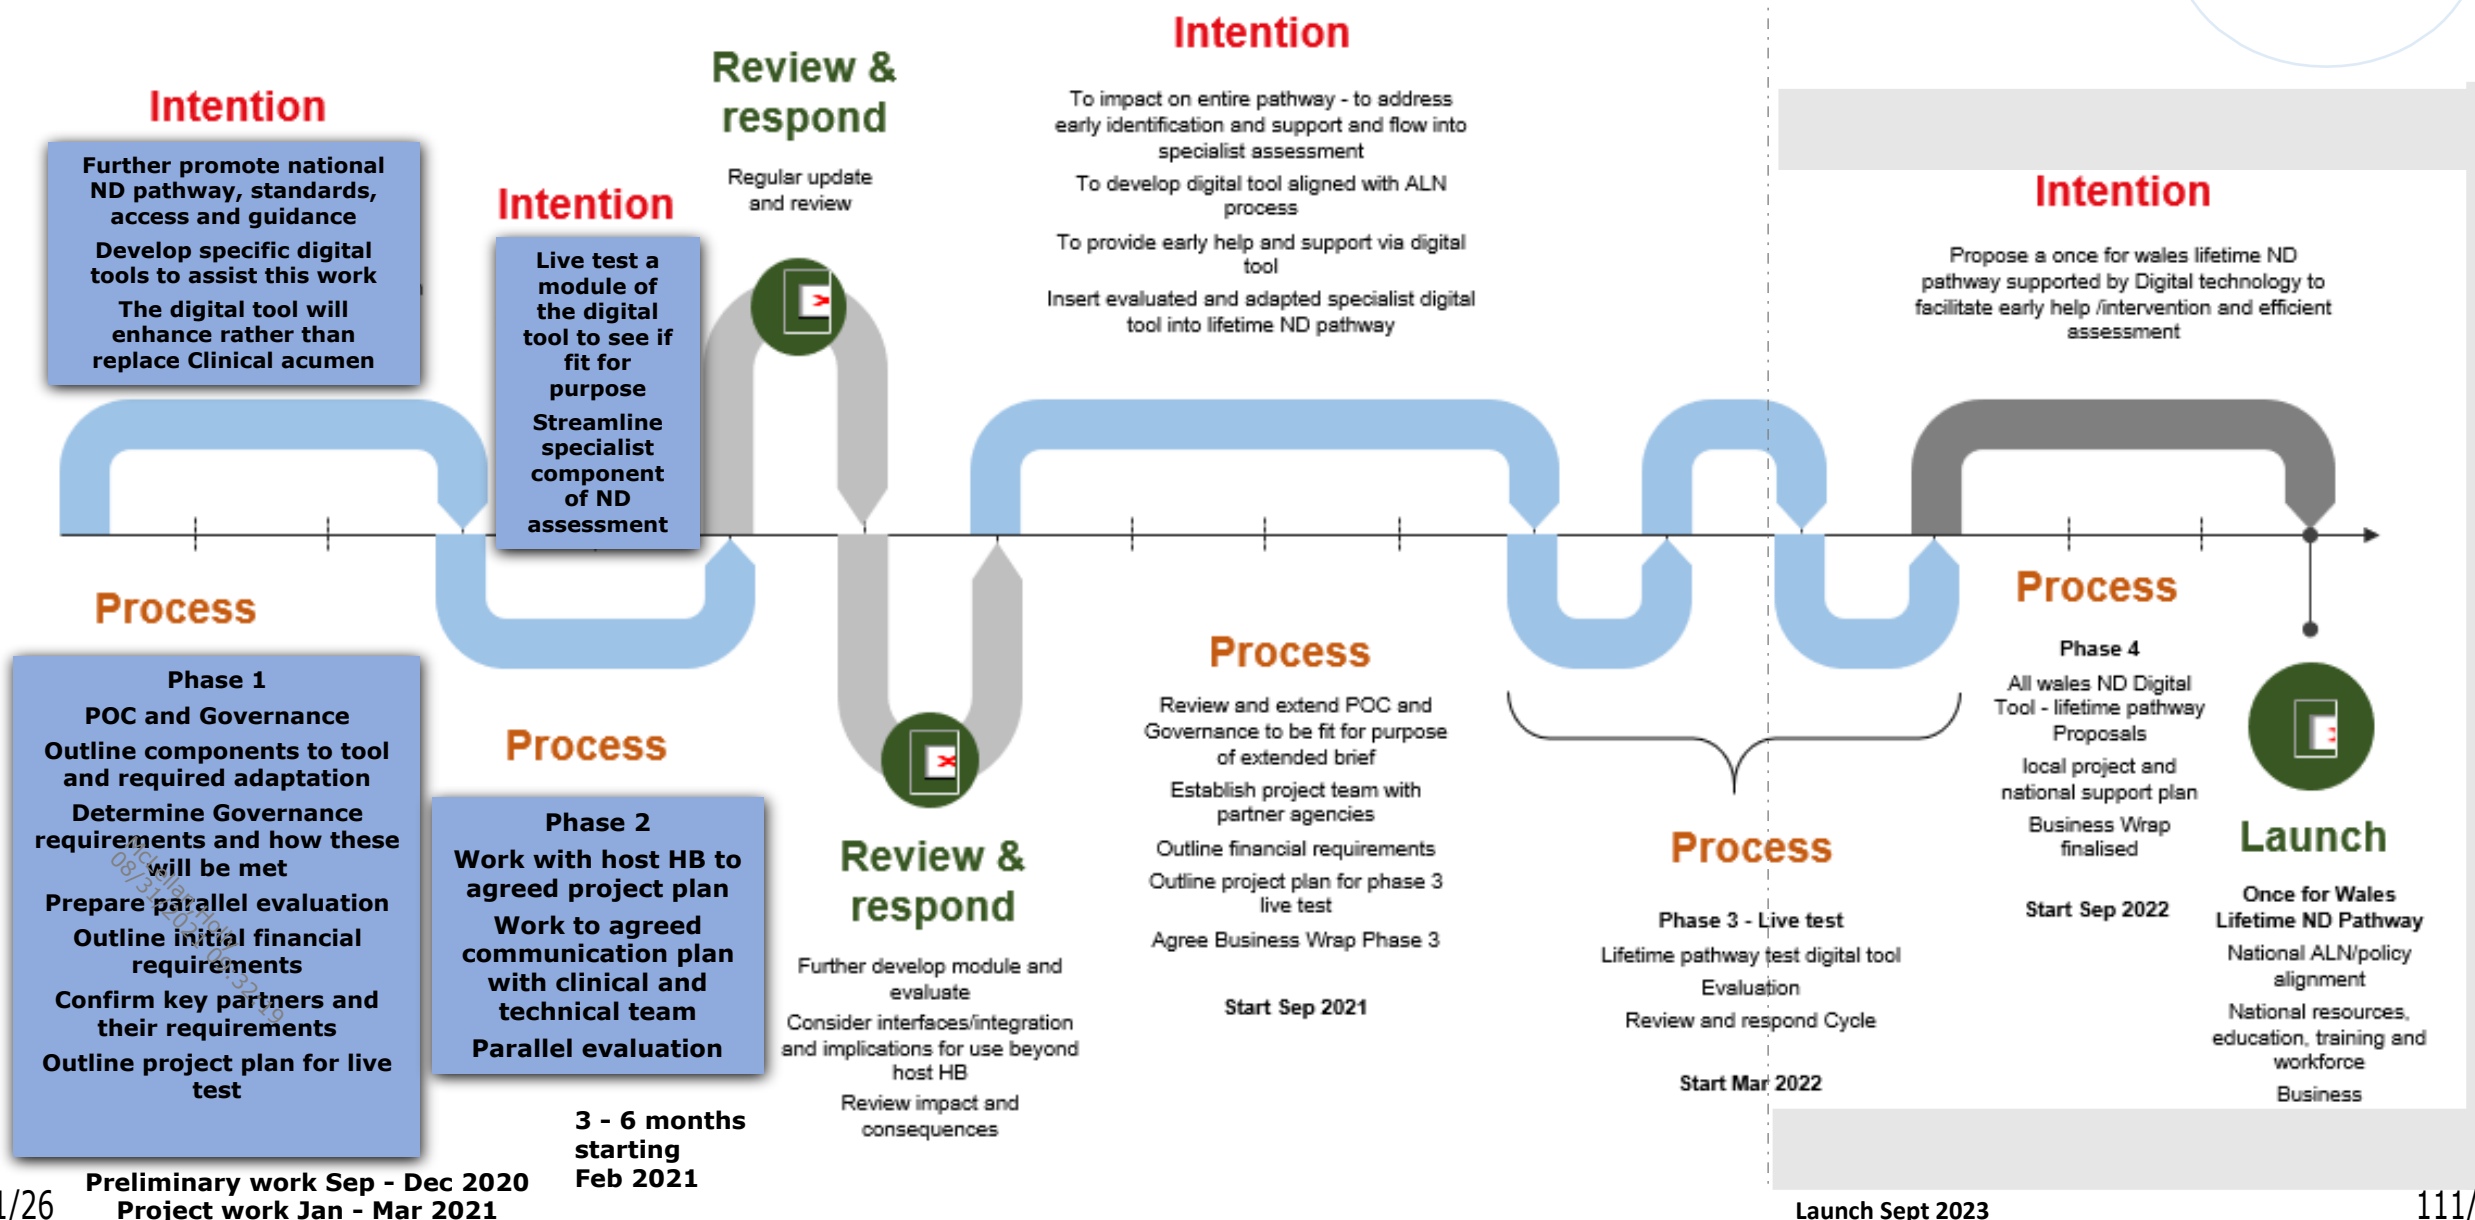 Intention
Further promote national
ND pathway, standards,
access and guidance
Develop specific digital
tools to assist this work
The digital tool will
enhance rather than
replace Clinical acumen
Intention
Live test a
module of
the digital
tool to see if
fit for
purpose
Streamline
specialist
component
of ND
assessment
Review &
respond
Regular update
and review
Intention
To impact on entire pathway - to address
early identification and support and flow into
specialist assessment
To develop digital tool aligned with ALN
process
To provide early help and support via digital
tool
Insert evaluated and adapted specialist digital
tool into lifetime ND pathway
Intention
Propose a once for wales lifetime ND
pathway supported by Digital technology to
facilitate early help /intervention and efficient
assessment
Process
Phase 1
POC and Governance
Outline components to tool
and required adaptation
Determine Governance
requirements and how these
will be met
Prepare parallel evaluation
Outline initial financial
requirements
Confirm key partners and
their requirements
Outline project plan for live
test
Preliminary work Sep - Dec 2020
Project work Jan - Mar 2021
Process
Phase 2
Work with host HB to
agreed project plan
Work to agreed
communication plan
with clinical and
technical team
Parallel evaluation
3 - 6 months
starting
Feb 2021
Review &
respond
Further develop module and
evaluate
Consider interfaces/integration
and implications for use beyond
host HB
Review impact and
consequences
Process
Review and extend POC and
Governance to be fit for purpose
of extended brief
Establish project team with
partner agencies
Outline financial requirements
Outline project plan for phase 3
live test
Agree Business Wrap Phase 3
Start Sep 2021
Process
Phase 3 - Live test
Lifetime pathway test digital tool
Evaluation
Review and respond Cycle
Start Mar 2022
Process
Phase 4
All wales ND Digital
Tool - lifetime pathway
Proposals
local project and
national support plan
Business Wrap
finalised
Start Sep 2022
Launch
Once for Wales
Lifetime ND Pathway
National ALN/policy
alignment
National resources,
education, training and
workforce
Business
Launch Sept 2023
1/26
111/